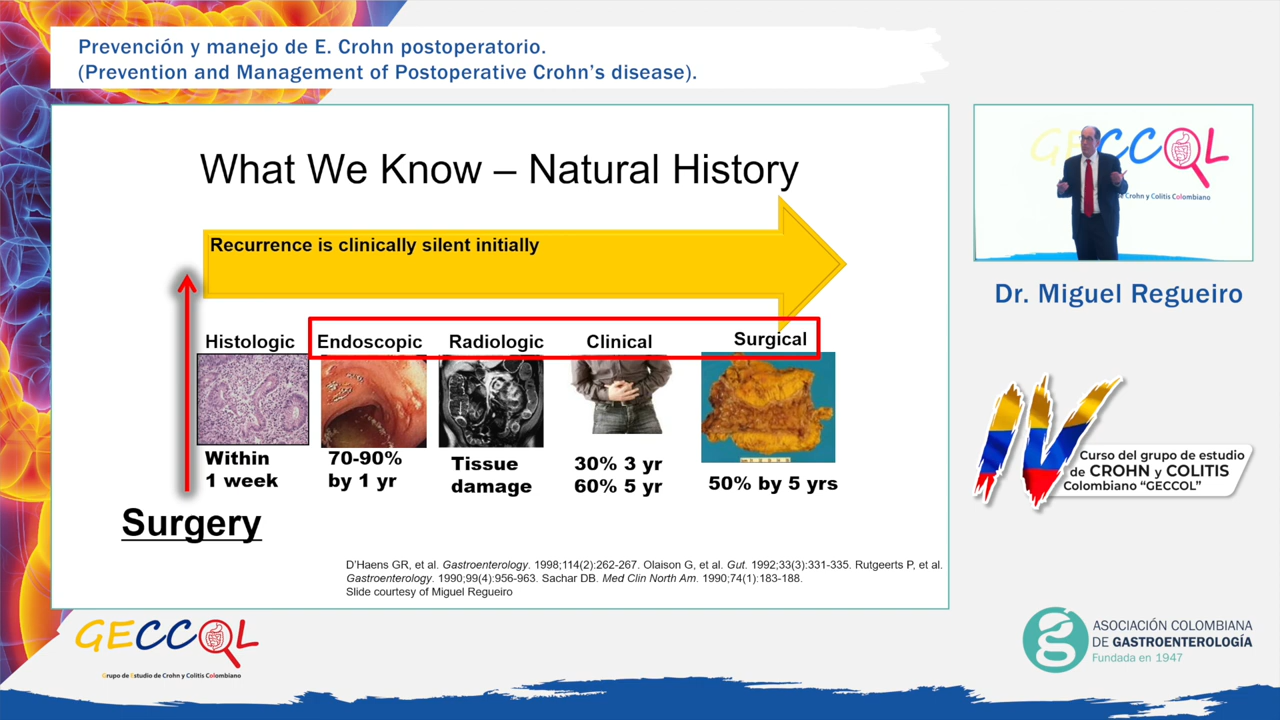 Prevención y manejo de E. Crohn postoperatorio.
(Prevention and Management of Postoperative Crohn's disease).
What We Know – Natural History
Recurrence is clinically silent initially
Histologic
Endoscopic
Radiologic
Clinical
Surgical
Within
1 week
70-90%
by 1 yr
Tissue
damage
30% 3 yr
60% 5 yr
50% by 5 yrs
Surgery
D'Haens GR, et al. Gastroenterology. 1998;114(2):262-267. Olaison G, et al. Gut. 1992;33(3):331-335. Rutgeerts P, et al.
Gastroenterology. 1990;99(4):956-963. Sachar DB. Med Clin North Am. 1990;74(1):183-188.
Slide courtesy of Miguel Regueiro
GECCOL
e Crohn y Colitis Colombiano
Dr. Miguel Regueiro
IV
Curso del grupo de estudio
de CROHN y COLITIS
Colombiano "GECCOL"
GECCOL
Grupo de Estudio de Crohn y Colitis Colombiano
ASOCIACIÓN COLOMBIANA
DE GASTROENTEROLOGÍA
Fundada en 1947